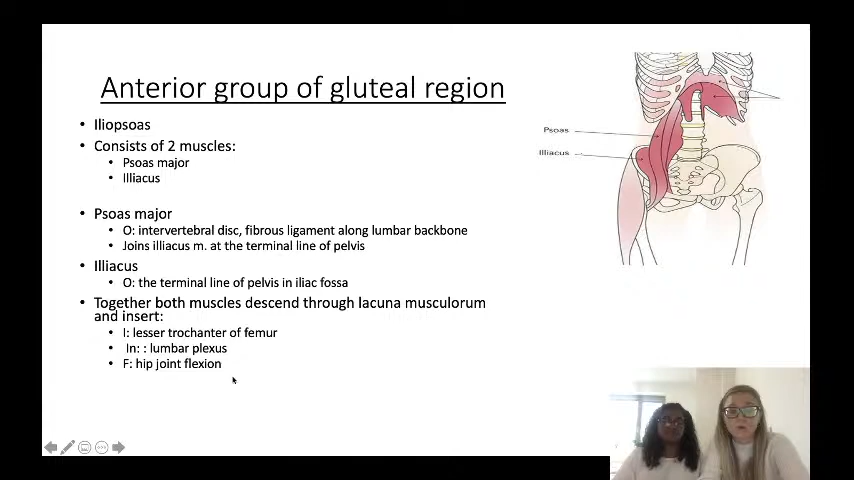 Anterior group of gluteal region
• Iliopsoas
• Consists of 2 muscles:
• Psoas major
• Illiacus
• Psoas major
• O: intervertebral disc, fibrous ligament along lumbar backbone
• Joins illiacus m. at the terminal line of pelvis
• Illiacus
• O: the terminal line of pelvis in iliac fossa
• Together both muscles descend through lacuna musculorum
and insert:
• I: lesser trochanter of femur
• In: : lumbar plexus
• F: hip joint flexion
Psoas
Illiacus